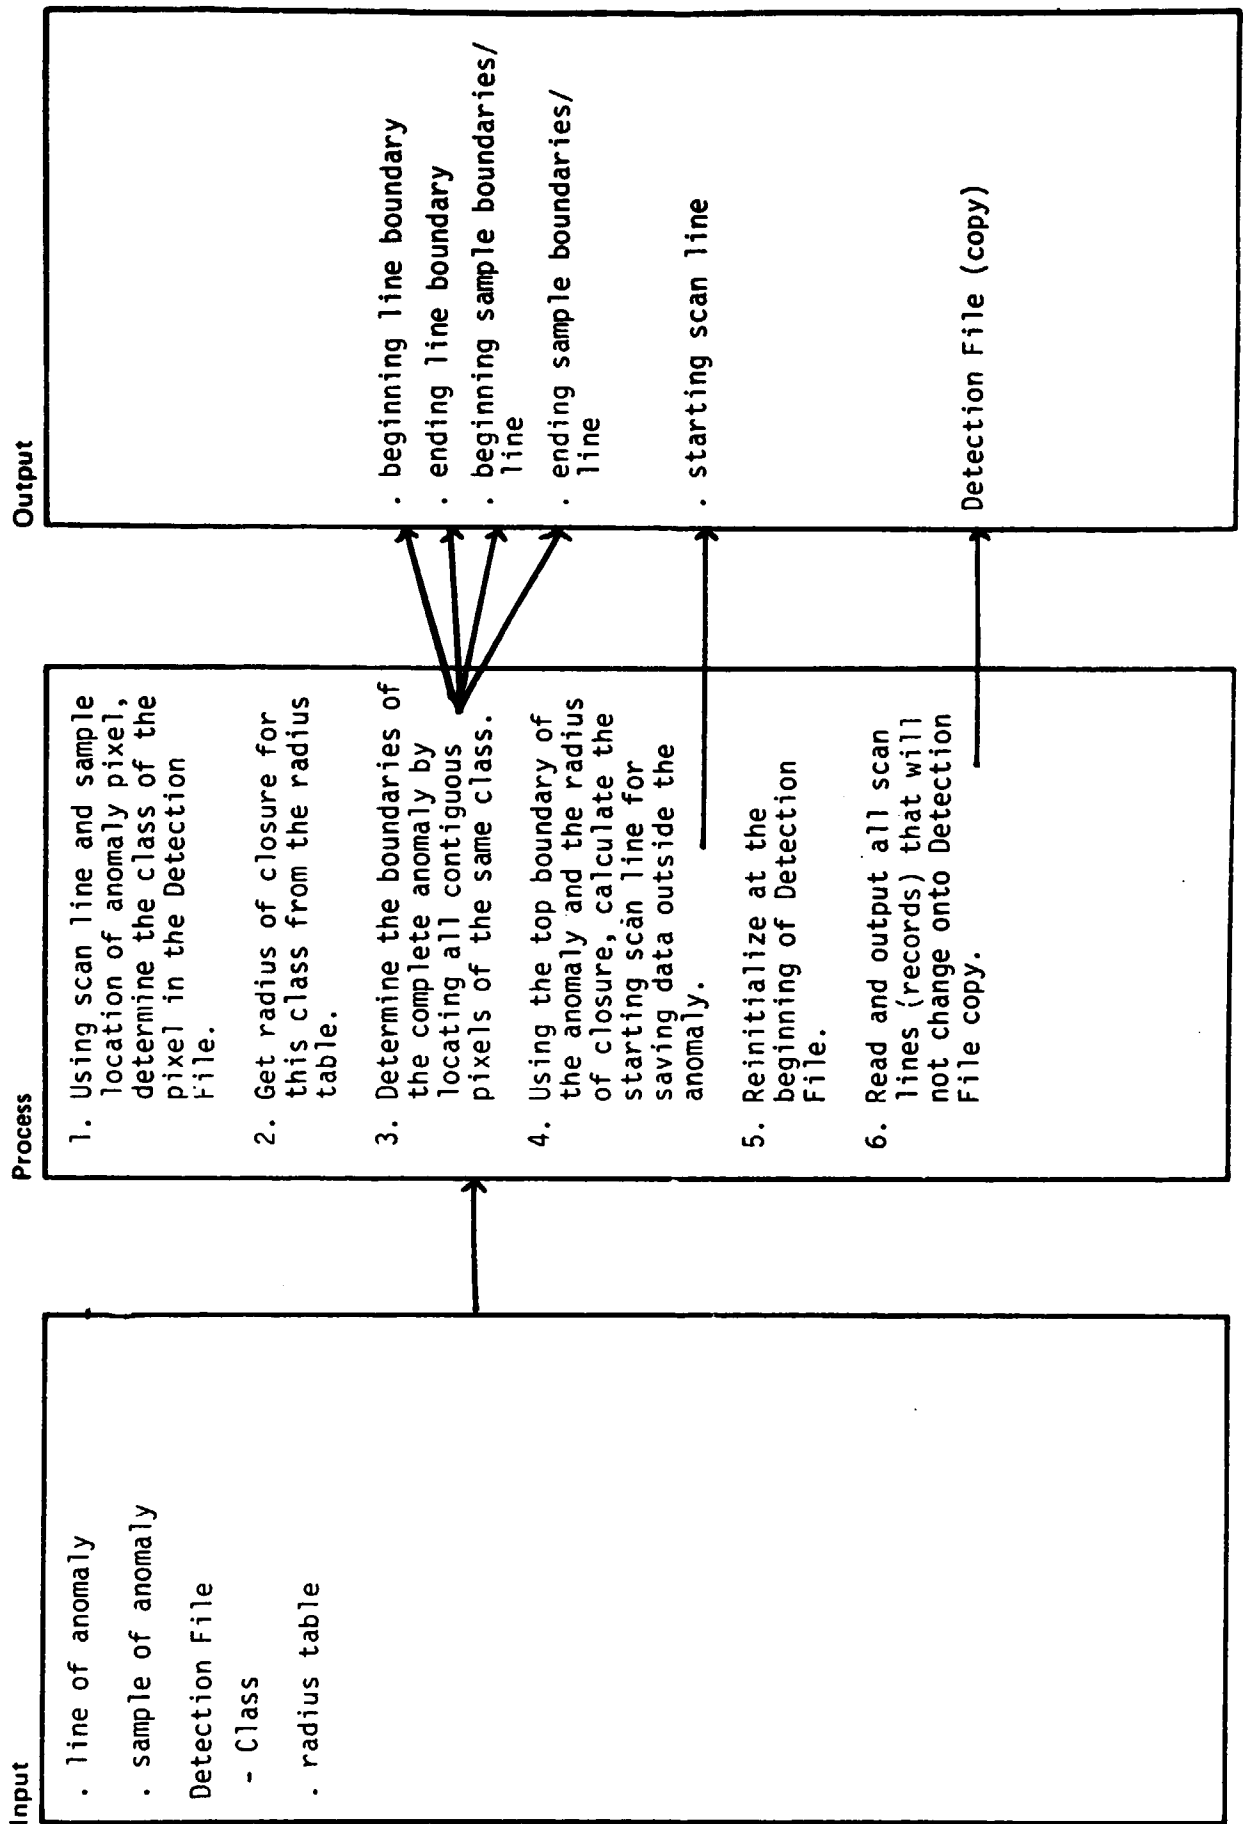 Input
. line of anomaly
. sample of anomaly
Detection File
- Class
. radius table
Process
1. Using scan line and sample
location of anomaly pixel,
determine the class of the
pixel in the Detection
File.
2. Get radius of closure for
this class from the radius
table.
3. Determine the boundaries of
the complete anomaly by
locating all contiguous
pixels of the same class.
4. Using the top boundary of
the anomaly and the radius
of closure, calculate the
starting scan line for
saving data outside the
anomaly.
5. Reinitialize at the
beginning of Detection
File.
6. Read and output all scan
lines (records) that will
not change onto Detection
File copy.
Output
. beginning line boundary
. ending line boundary
. beginning sample boundaries/
line
. ending sample boundaries/
line
. starting scan line
Detection File (copy)